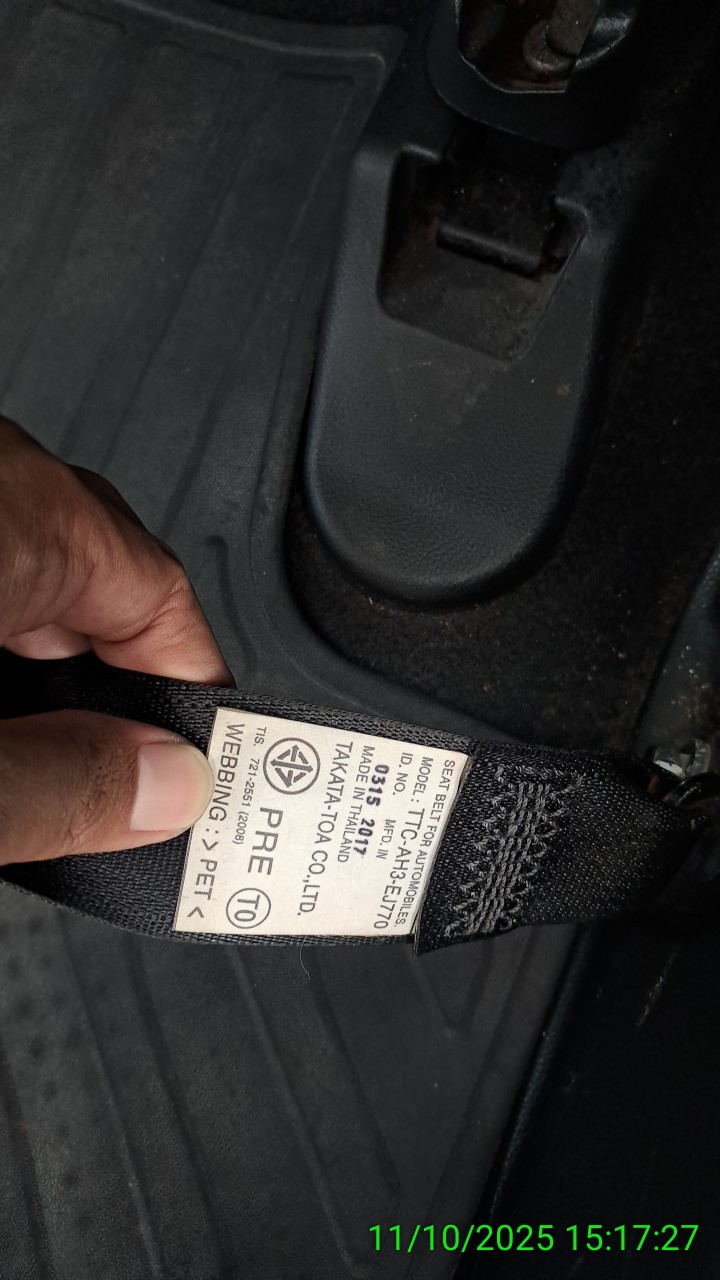 SEAT BELT FOR AUTOMOBILES.
MODEL : TTC-AH3-EJ770
ID. NO. MFD. IN
0315 2017
MADE IN THAILAND
TAKATA-TOA CO.,LTD.
PRE TO
TIS. 721-2551 (2008)
WEBBING : > PET <
11/10/2025 15:17:27